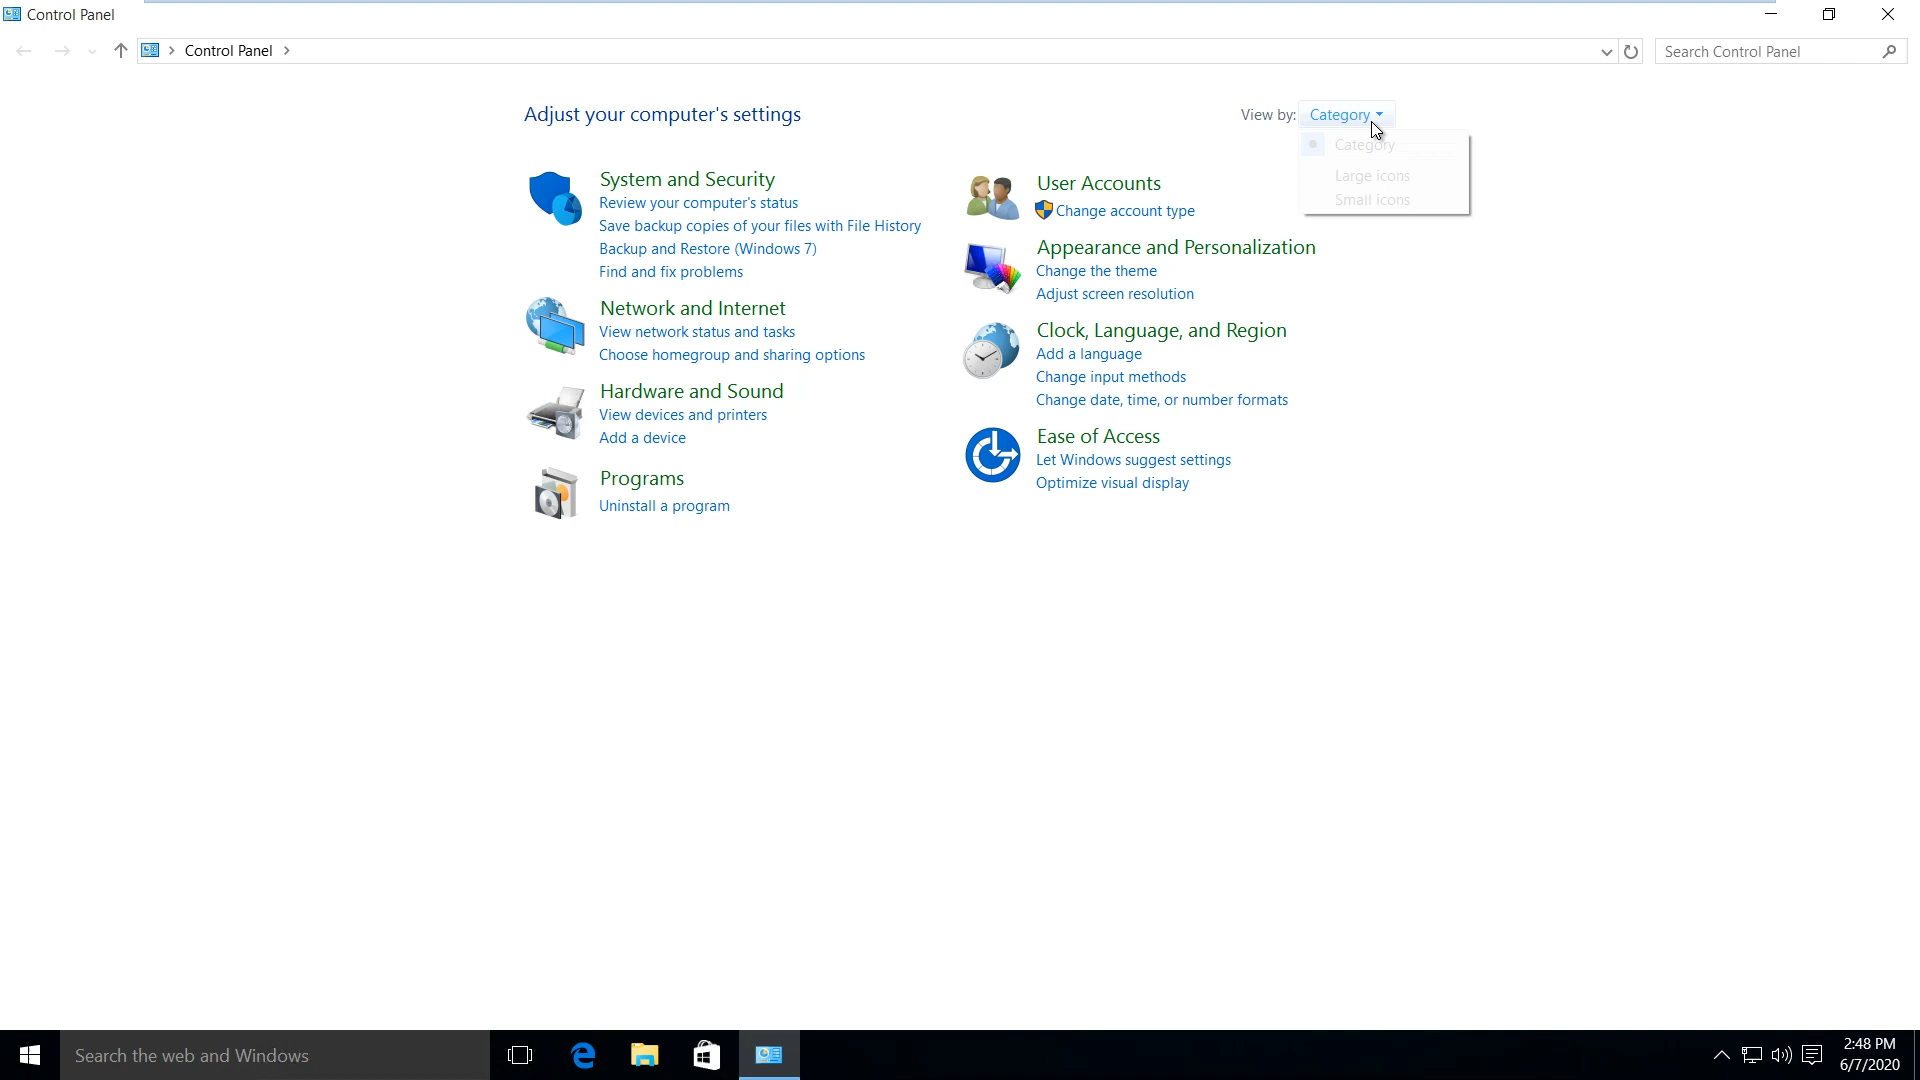 Control Panel
Control Panel
Search Control Panel
Adjust your computer's settings
View by: Category
Category
Large icons
Small icons
System and Security
Review your computer's status
Save backup copies of your files with File History
Backup and Restore (Windows 7)
Find and fix problems
Network and Internet
View network status and tasks
Choose homegroup and sharing options
Hardware and Sound
View devices and printers
Add a device
Programs
Uninstall a program
User Accounts
Change account type
Appearance and Personalization
Change the theme
Adjust screen resolution
Clock, Language, and Region
Add a language
Change input methods
Change date, time, or number formats
Ease of Access
Let Windows suggest settings
Optimize visual display
Search the web and Windows
2:48 PM
6/7/2020